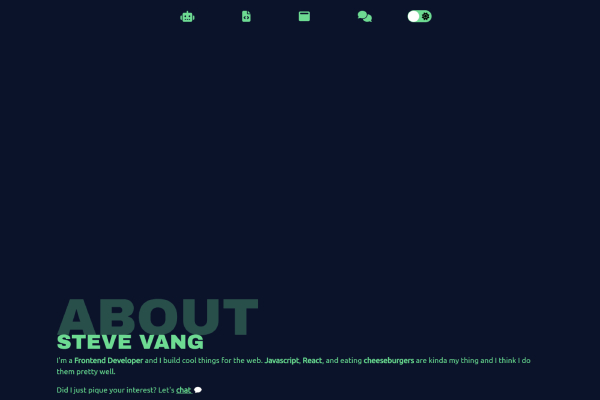 ABOUT
STEVE VANG
I'm a Frontend Developer and I build cool things for the web. Javascript, React, and eating cheeseburgers are kinda my thing and I think I do
them pretty well.
Did I just pique your interest? Let's chat 💬